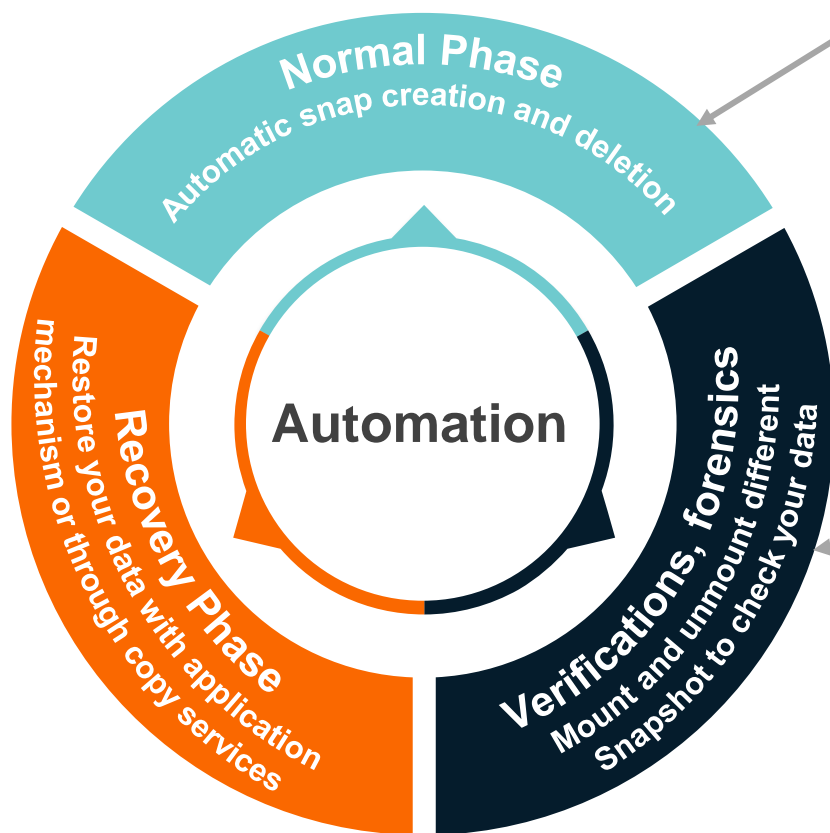 Normal Phase
Automatic snap creation and deletion
Automation
Verifications, forensics
Mount and unmount different
Snapshot to check your data
Recovery Phase
Restore your data with application
mechanism or through copy services